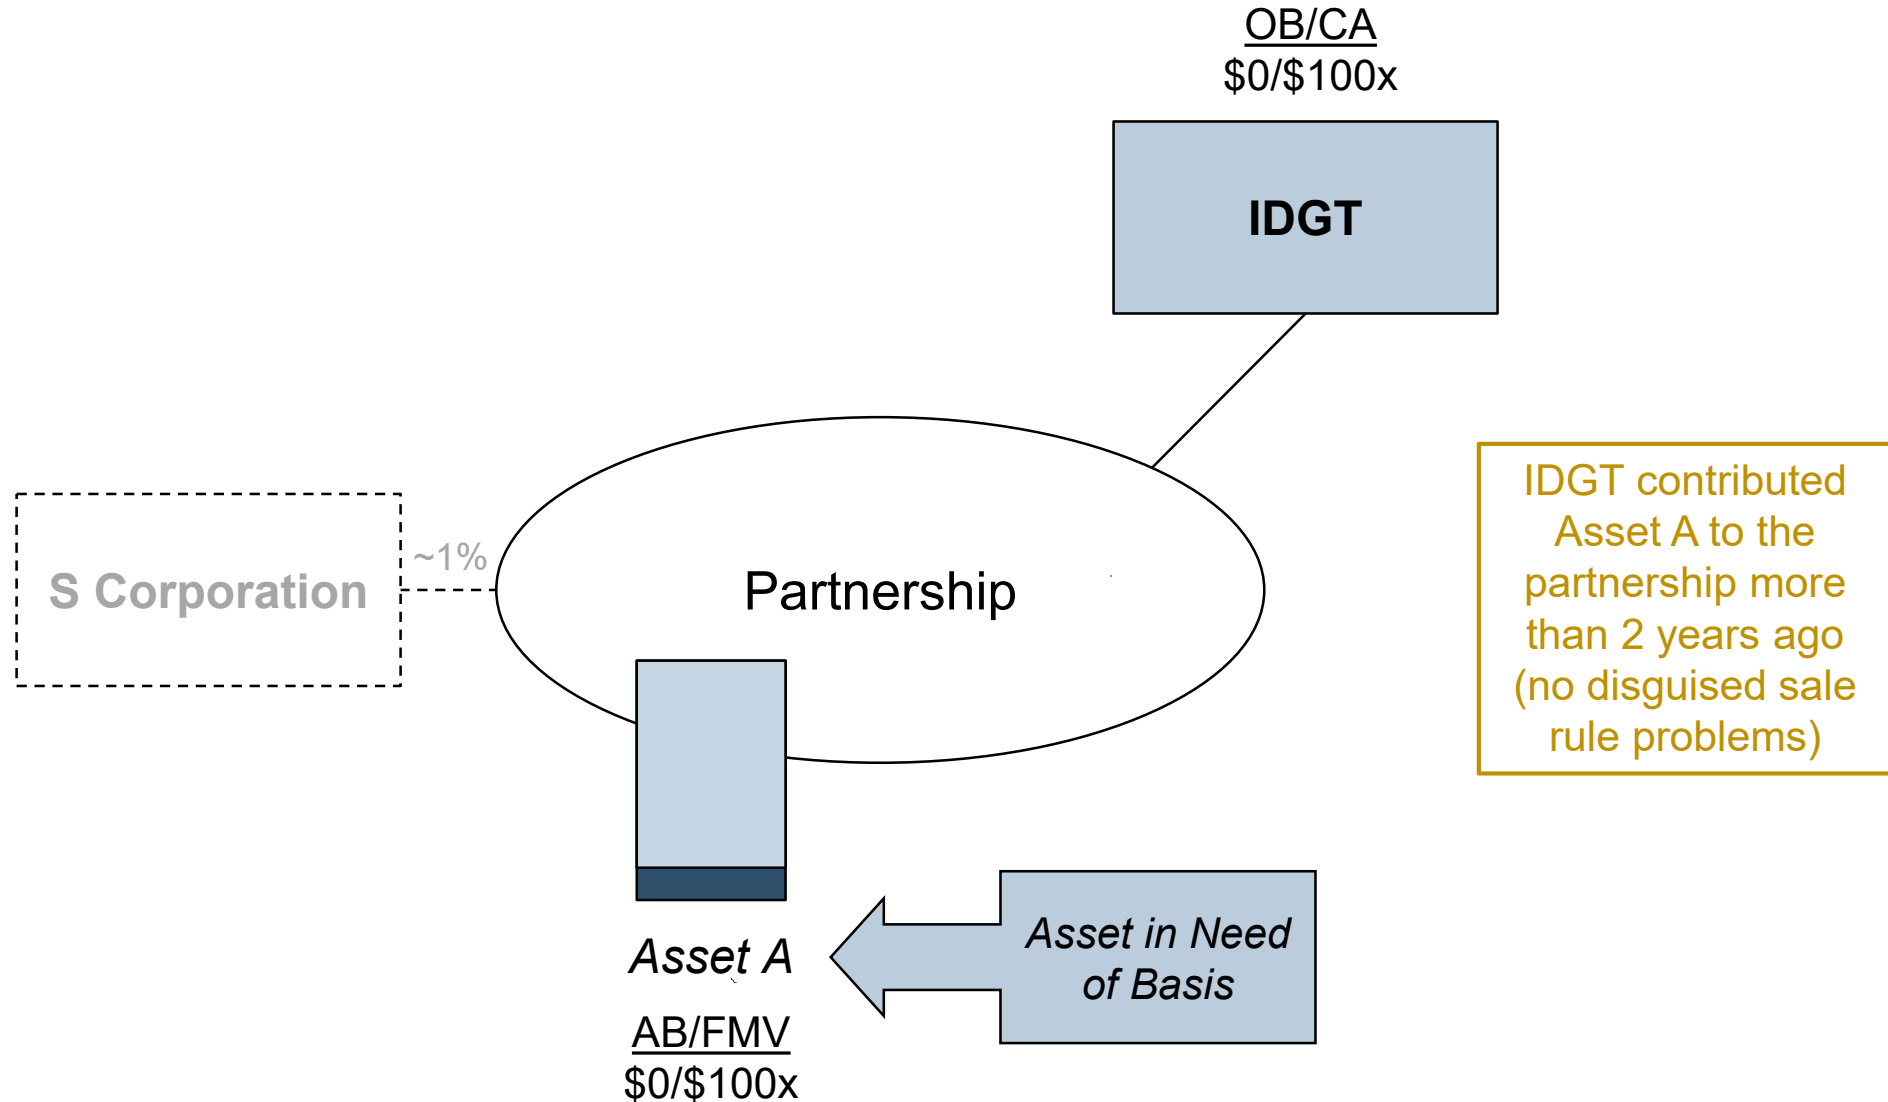 OB/CA
$0/$100x
IDGT
S Corporation
~1%
Partnership
IDGT contributed
Asset A to the
partnership more
than 2 years ago
(no disguised sale
rule problems)
Asset A
AB/FMV
$0/$100x
Asset in Need
of Basis